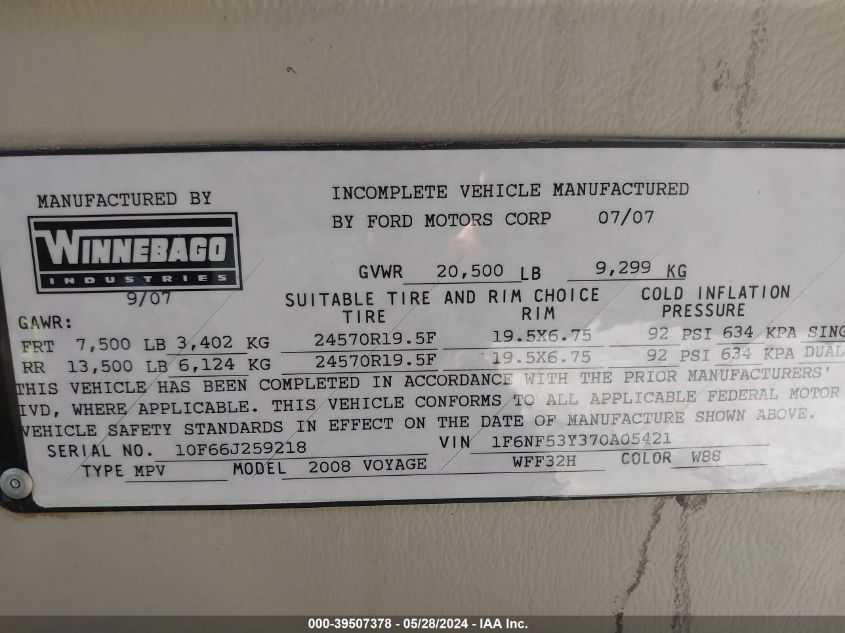 MANUFACTURED BY
WINNEBAGO
INDUSTRIES
9/07
INCOMPLETE VEHICLE MANUFACTURED
BY FORD MOTORS CORP 07/07
GVWR 20,500 LB 9,299 KG
SUITABLE TIRE AND RIM CHOICE COLD INFLATION
GAWR: TIRE RIM PRESSURE
FRT 7,500 LB 3,402 KG 24570R19.5F 19.5X6.75 92 PSI 634 KPA SING
RR 13,500 LB 6,124 KG 24570R19.5F 19.5X6.75 92 PSI 634 KPA DUAL
THIS VEHICLE HAS BEEN COMPLETED IN ACCORDANCE WITH THE PRIOR MANUFACTURERS'
IVD, WHERE APPLICABLE. THIS VEHICLE CONFORMS TO ALL APPLICABLE FEDERAL MOTOR
VEHICLE SAFETY STANDARDS IN EFFECT ON THE DATE OF MANUFACTURE SHOWN ABOVE.
SERIAL NO. 10F66J259218 VIN 1F6NF53Y370A05421
TYPE MPV MODEL 2008 VOYAGE WFF32H COLOR W88
000-39507378 - 05/28/2024 - IAA Inc.